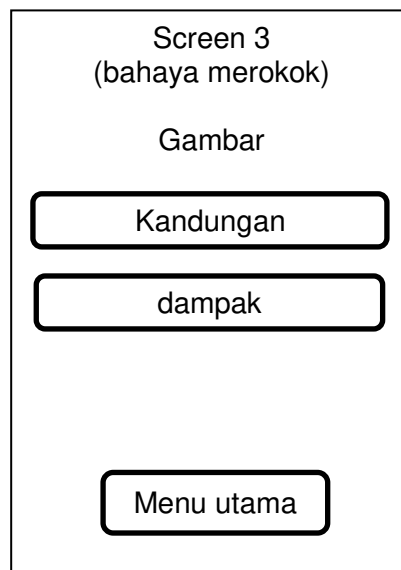 Screen 3
(bahaya merokok)
Gambar
Kandungan
dampak
Menu utama